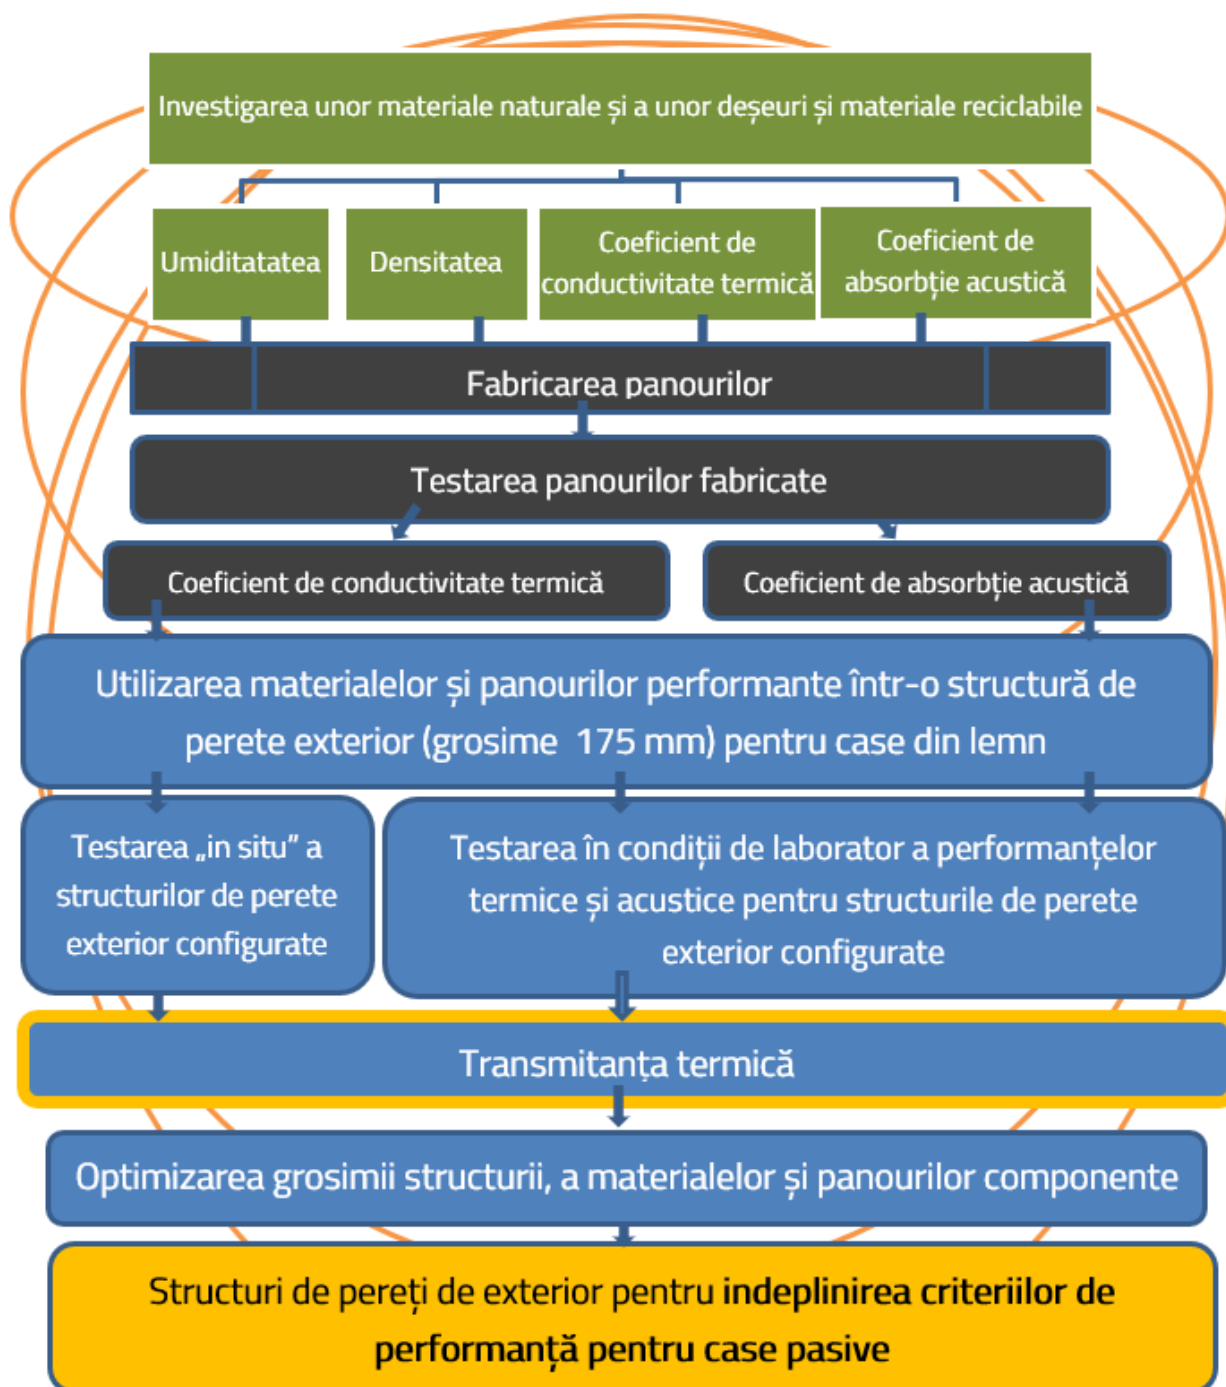 Investigarea unor materiale naturale și a unor deșeuri și materiale reciclabile
Umiditatatea
Densitatea
Coeficient de
conductivitate termică
Coeficient de
absorbție acustică
Fabricarea panourilor
Testarea panourilor fabricate
Coeficient de conductivitate termică
Coeficient de absorbție acustică
Utilizarea materialelor și panourilor performante într-o structură de
perete exterior (grosime 175 mm) pentru case din lemn
Testarea „in situ” a
structurilor de perete
exterior configurate
Testarea în condiții de laborator a performanțelor
termice și acustice pentru structurile de perete
exterior configurate
Transmitanța termică
Optimizarea grosimii structurii, a materialelor și panourilor componente
Structuri de pereți de exterior pentru indeplinirea criteriilor de
performanță pentru case pasive